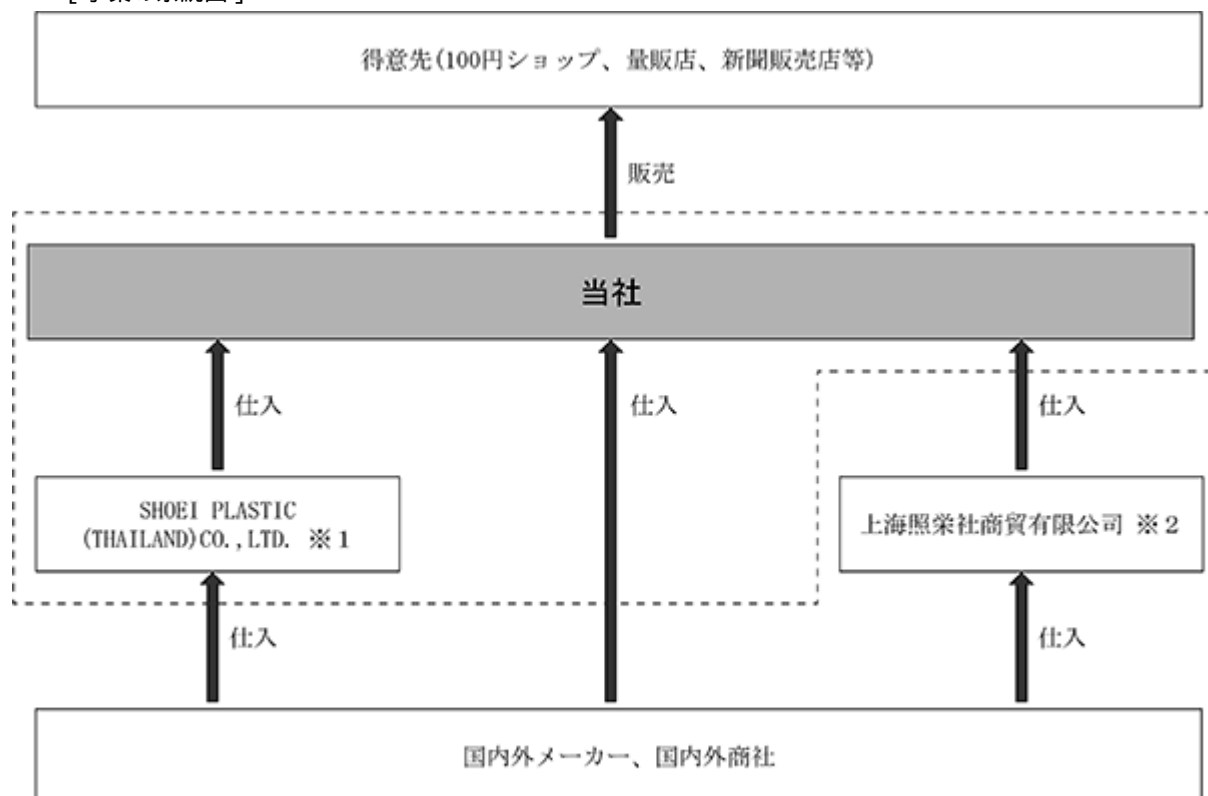 得意先(100円ショップ、量販店、新聞販売店等)
販売
当社
仕入
仕入
仕入
SHOEI PLASTIC
(THAILAND)CO.,LTD. ※1
上海照栄社商貿有限公司 ※2
仕入
仕入
国内外メーカー、国内外商社